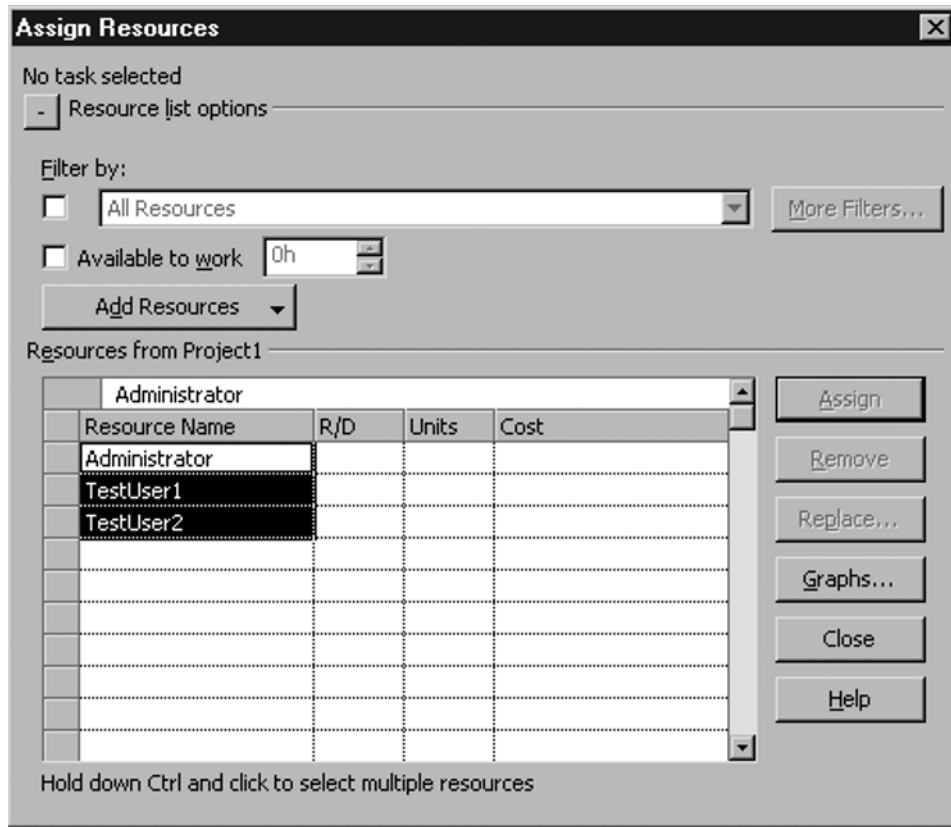 Assign Resources
No task selected
- Resource list options
Filter by:
All Resources
More Filters...
Available to work 0h
Add Resources
Resources from Project1
Administrator
Assign
Resource Name R/D Units Cost
Administrator
Remove
TestUser1
TestUser2
Replace...
Graphs...
Close
Help
Hold down Ctrl and click to select multiple resources